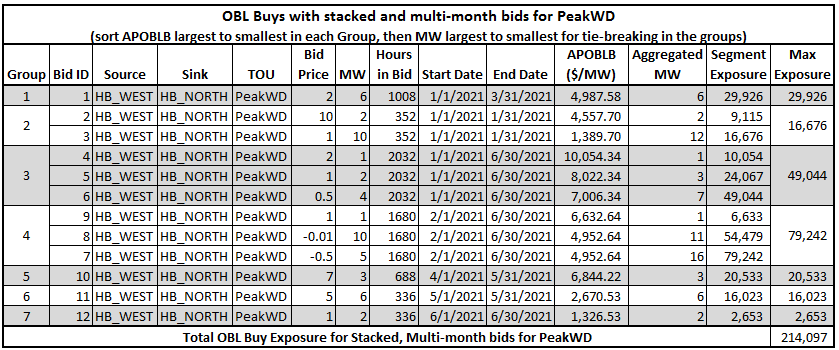 OBL Buys with stacked and multi-month bids for PeakWD
(sort APOBLB largest to smallest in each Group, then MW largest to smallest for tie-breaking in the groups)
Group Bid ID Source Sink TOU Bid Price MW Hours in Bid Start Date End Date APOBLB ($/MW) Aggregated MW Segment Exposure Max Exposure
1 1 HB_WEST HB_NORTH PeakWD 2 6 1008 1/1/2021 3/31/2021 4,987.58 6 29,926 29,926
2 2 HB_WEST HB_NORTH PeakWD 10 2 352 1/1/2021 1/31/2021 4,557.70 2 9,115 16,676
3 HB_WEST HB_NORTH PeakWD 1 10 352 1/1/2021 1/31/2021 1,389.70 12 16,676
3 4 HB_WEST HB_NORTH PeakWD 2 1 2032 1/1/2021 6/30/2021 10,054.34 1 10,054 49,044
5 HB_WEST HB_NORTH PeakWD 1 2 2032 1/1/2021 6/30/2021 8,022.34 3 24,067
6 HB_WEST HB_NORTH PeakWD 0.5 4 2032 1/1/2021 6/30/2021 7,006.34 7 49,044
4 9 HB_WEST HB_NORTH PeakWD 1 1 1680 2/1/2021 6/30/2021 6,632.64 1 6,633 79,242
8 HB_WEST HB_NORTH PeakWD -0.01 10 1680 2/1/2021 6/30/2021 4,952.64 11 54,479
7 HB_WEST HB_NORTH PeakWD -0.5 5 1680 2/1/2021 6/30/2021 4,952.64 16 79,242
5 10 HB_WEST HB_NORTH PeakWD 7 3 688 4/1/2021 5/31/2021 6,844.22 3 20,533 20,533
6 11 HB_WEST HB_NORTH PeakWD 5 6 336 5/1/2021 5/31/2021 2,670.53 6 16,023 16,023
7 12 HB_WEST HB_NORTH PeakWD 1 2 336 6/1/2021 6/30/2021 1,326.53 2 2,653 2,653
Total OBL Buy Exposure for Stacked, Multi-month bids for PeakWD 214,097